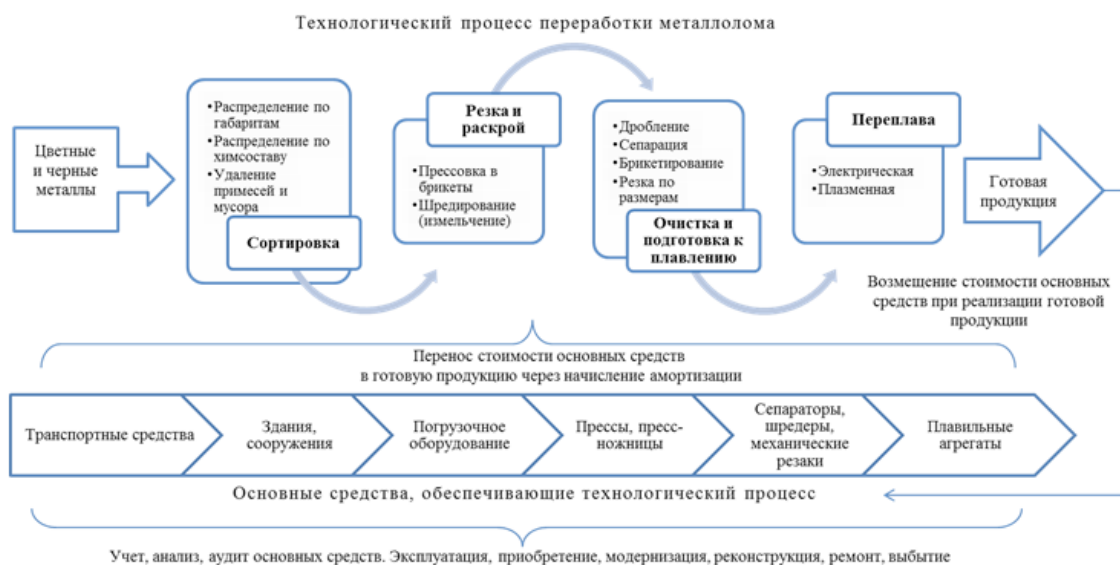 Технологический процесс переработки металлолома
Цветные
и черные
металлы
•Распределение по
габаритам
•Распределение по
химсоставу
•Удаление
примесей и
мусора
Сортировка
Резка и
раскрой
•Прессовка в
брикеты
•Шредирование
(измельчение)
•Дробление
•Сепарация
•Брикетирование
•Резка по
размерам
Очистка и
подготовка к
плавлению
Переплава
•Электрическая
•Плазменная
Готовая
продукция
Возмещение стоимости основных
средств при реализации готовой
продукции
Перенос стоимости основных средств
в готовую продукцию через начисление амортизации
Транспортные средства
Здания,
сооружения
Погрузочное
оборудование
Прессы, пресс-
ножницы
Сепараторы,
шредеры,
механические
резаки
Плавильные
агрегаты
Основные средства, обеспечивающие технологический процесс
Учет, анализ, аудит основных средств. Эксплуатация, приобретение, модернизация, реконструкция, ремонт, выбытие